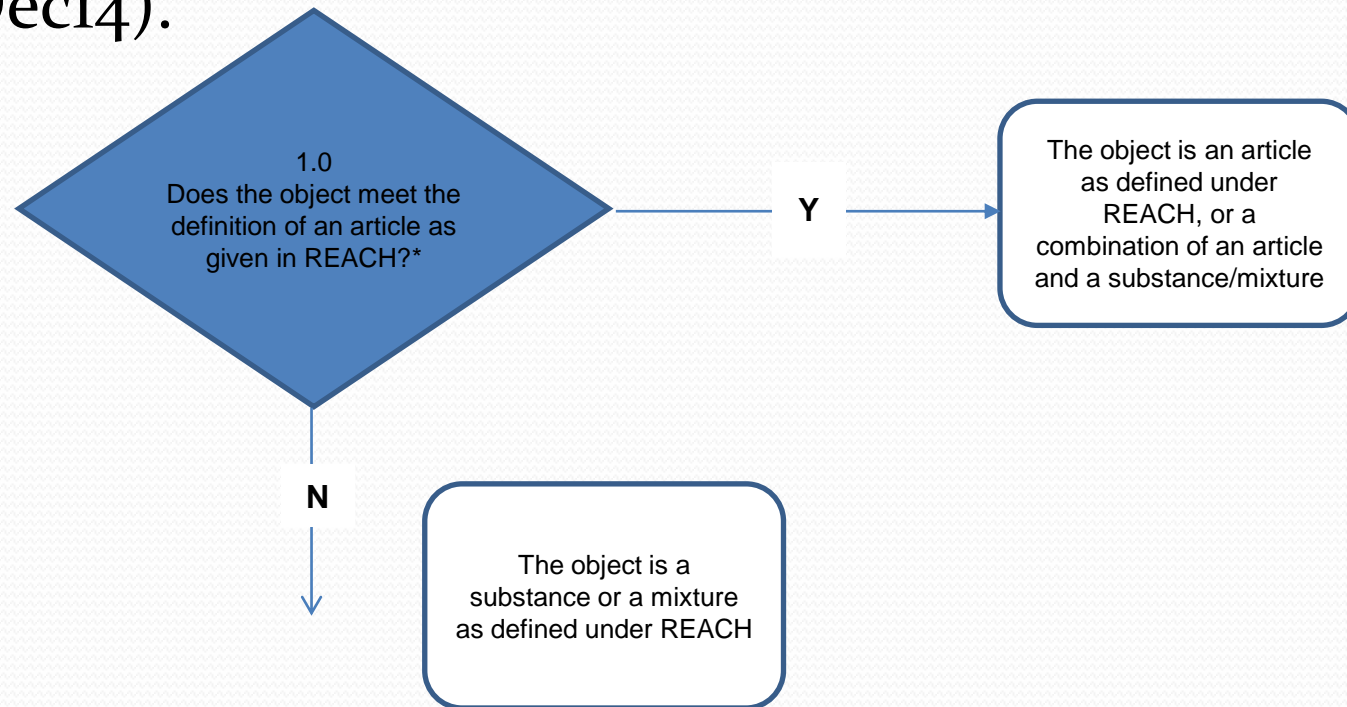 Dec14).
1.0
Does the object meet the
definition of an article as
given in REACH?*
Y
The object is an article
as defined under
REACH, or a
combination of an article
and a substance/mixture
N
The object is a
substance or a mixture
as defined under REACH